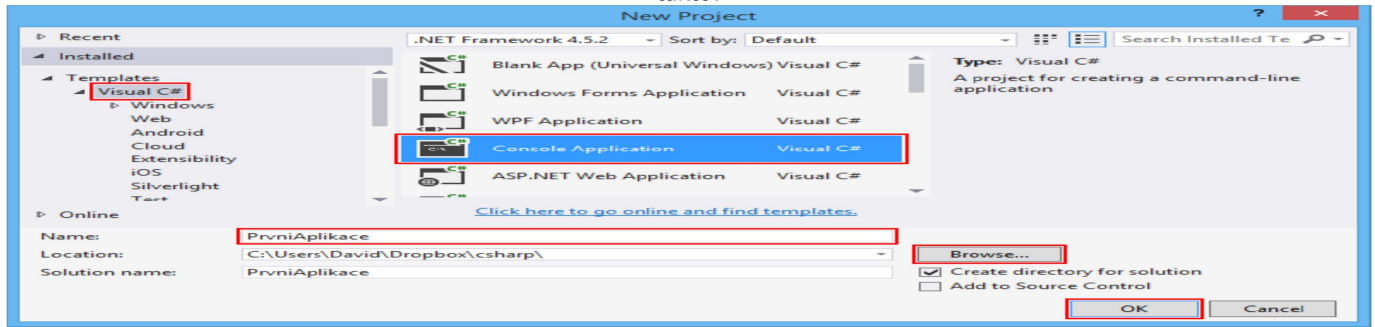 New Project
?
Recent
.NET Framework 4.5.2
Sort by: Default
Search Installed Te
Installed
Templates
Visual C#
Windows
Web
Android
Cloud
Extensibility
iOS
Silverlight
Test
Online
Blank App (Universal Windows) Visual C#
Windows Forms Application Visual C#
WPF Application Visual C#
Console Application Visual C#
ASP.NET Web Application Visual C#
Click here to go online and find templates.
Type: Visual C#
A project for creating a command-line
application
Name: PrvniAplikace
Location: C:\Users\David\Dropbox\csharp\
Browse...
Solution name: PrvniAplikace
Create directory for solution
Add to Source Control
OK Cancel